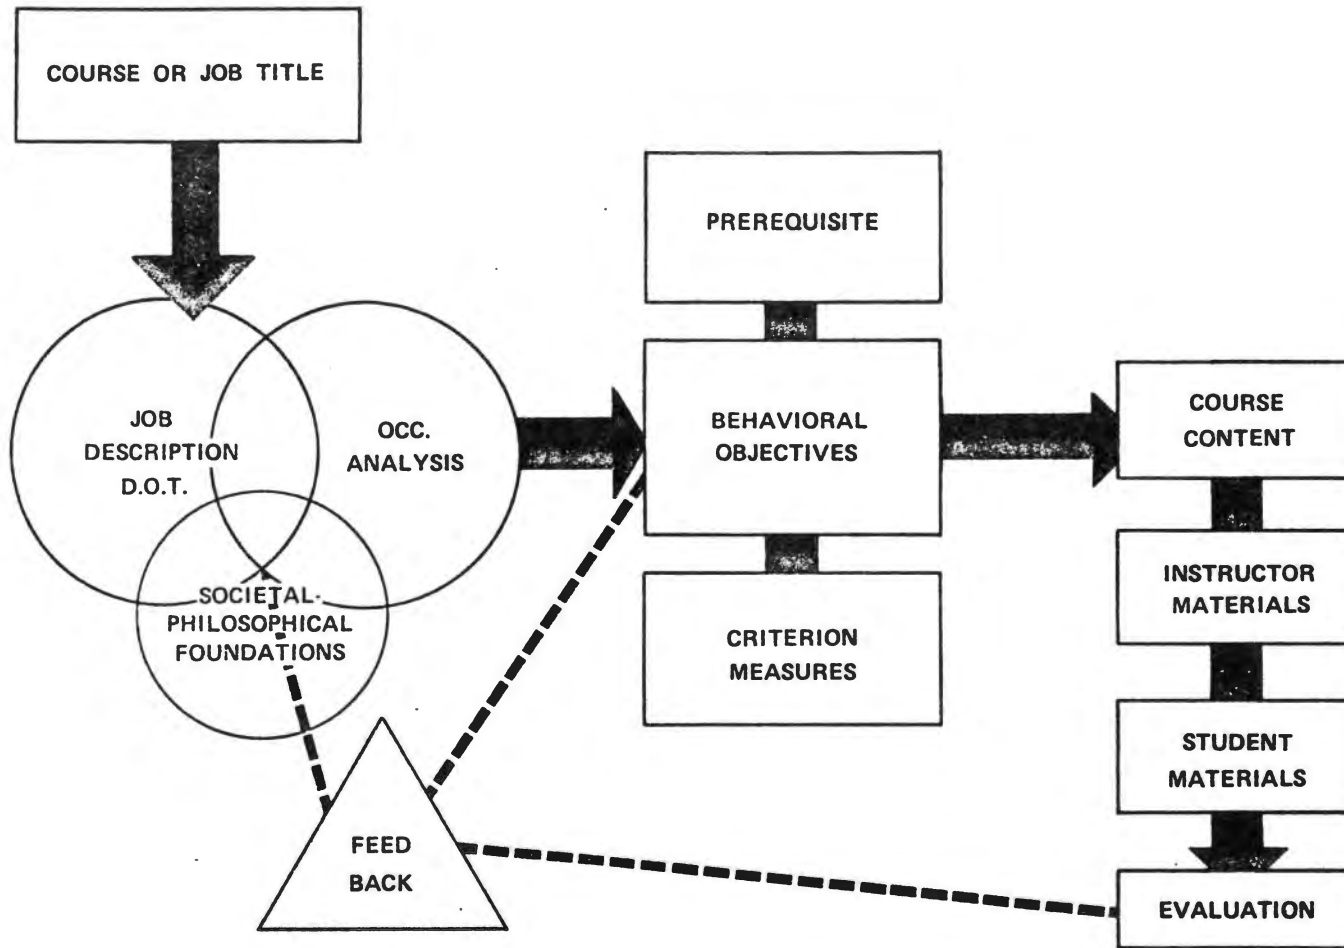 COURSE OR JOB TITLE
JOB
DESCRIPTION
D.O.T.
OCC.
ANALYSIS
SOCIETAL-
PHILOSOPHICAL
FOUNDATIONS
FEED
BACK
PREREQUISITE
BEHAVIORAL
OBJECTIVES
CRITERION
MEASURES
COURSE
CONTENT
INSTRUCTOR
MATERIALS
STUDENT
MATERIALS
EVALUATION